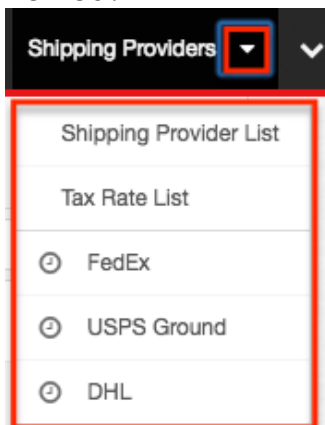 Shipping Providers
Shipping Provider List
Tax Rate List
FedEx
USPS Ground
DHL